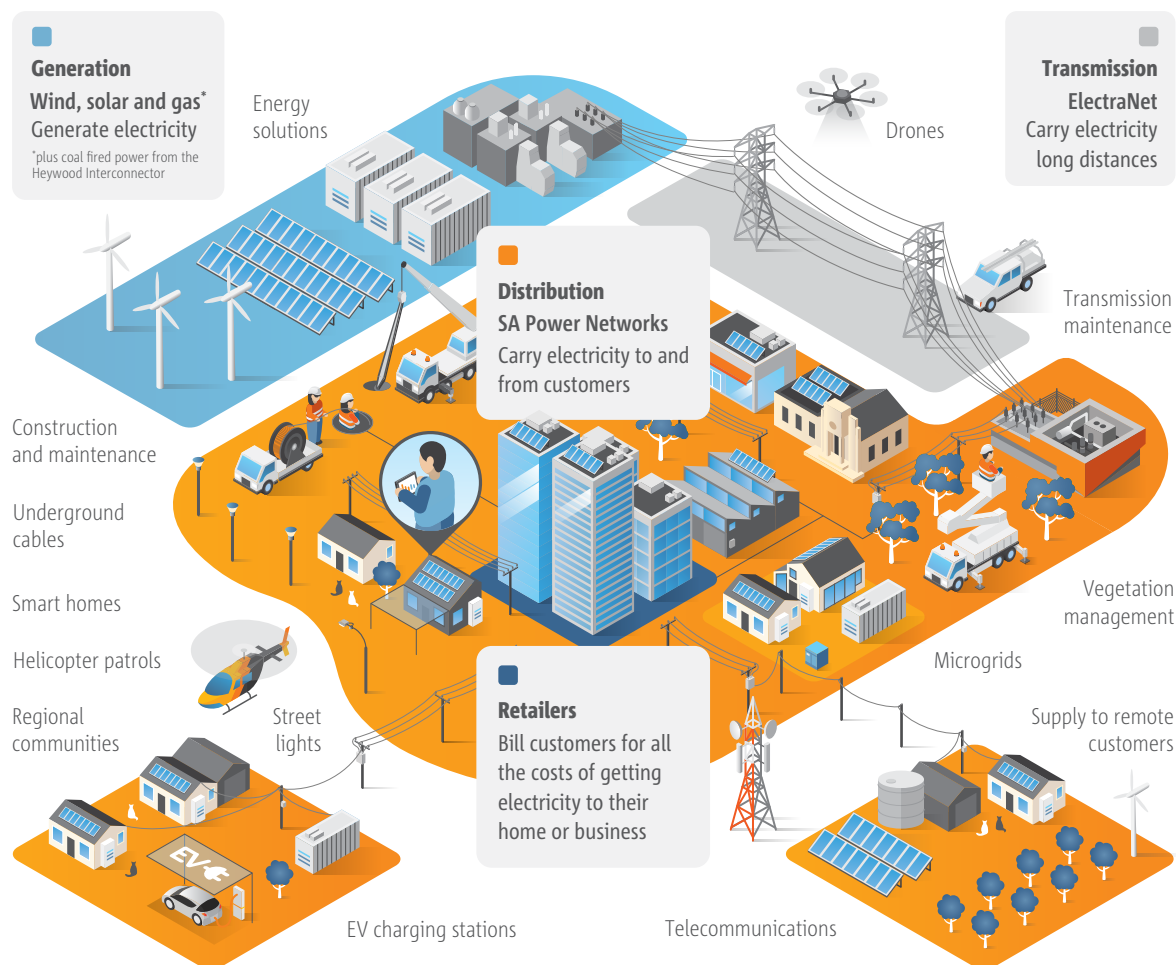 Generation
Wind, solar and gas*
Generate electricity
*plus coal fired power from the
Heywood Interconnector
Energy
solutions
Drones
Transmission
ElectraNet
Carry electricity
long distances
Distribution
SA Power Networks
Carry electricity to and
from customers
Transmission
maintenance
Construction
and maintenance
Underground
cables
Smart homes
Helicopter patrols
Regional
communities
Street
lights
Vegetation
management
Microgrids
Supply to remote
customers
Retailers
Bill customers for all
the costs of getting
electricity to their
home or business
EV
EV charging stations
Telecommunications